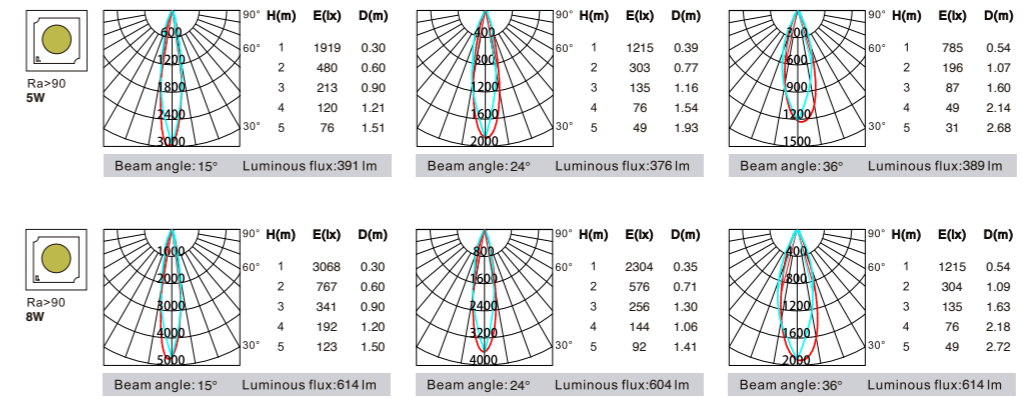 Ra>90
5W
600
1200
1800
2400
3000
90°
60°
30°
H(m) E(lx) D(m)
1 1919 0.30
2 480 0.60
3 213 0.90
4 120 1.21
5 76 1.51
Beam angle:15° Luminous flux:391 lm
400
800
1200
1600
2000
90°
60°
30°
H(m) E(lx) D(m)
1 1215 0.39
2 303 0.77
3 135 1.16
4 76 1.54
5 49 1.93
Beam angle:24° Luminous flux:376 lm
300
600
900
1200
1500
90°
60°
30°
H(m) E(lx) D(m)
1 785 0.54
2 196 1.07
3 87 1.60
4 49 2.14
5 31 2.68
Beam angle:36° Luminous flux:389 lm
Ra>90
8W
1000
2000
3000
4000
5000
90°
60°
30°
H(m) E(lx) D(m)
1 3068 0.30
2 767 0.60
3 341 0.90
4 192 1.20
5 123 1.50
Beam angle:15° Luminous flux:614 lm
800
1600
2400
3200
4000
90°
60°
30°
H(m) E(lx) D(m)
1 2304 0.35
2 576 0.71
3 256 1.30
4 144 1.06
5 92 1.41
Beam angle:24° Luminous flux:604 lm
400
800
1200
1600
2000
90°
60°
30°
H(m) E(lx) D(m)
1 1215 0.54
2 304 1.09
3 135 1.63
4 76 2.18
5 49 2.72
Beam angle:36° Luminous flux:614 lm